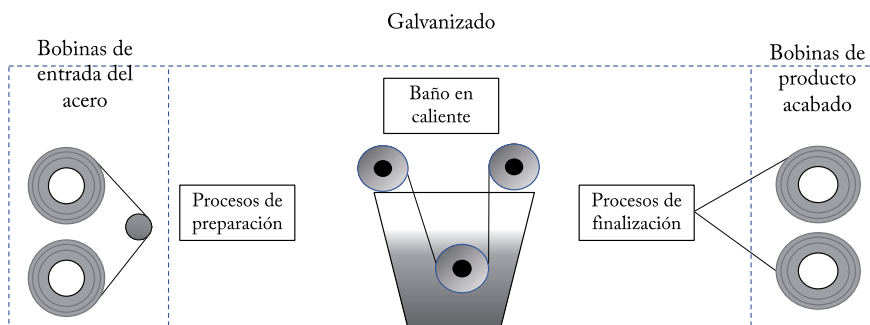 Galvanizado
Bobinas de
entrada del
acero
Baño en
caliente
Bobinas de
producto
acabado
Procesos de
preparación
Procesos de
finalización